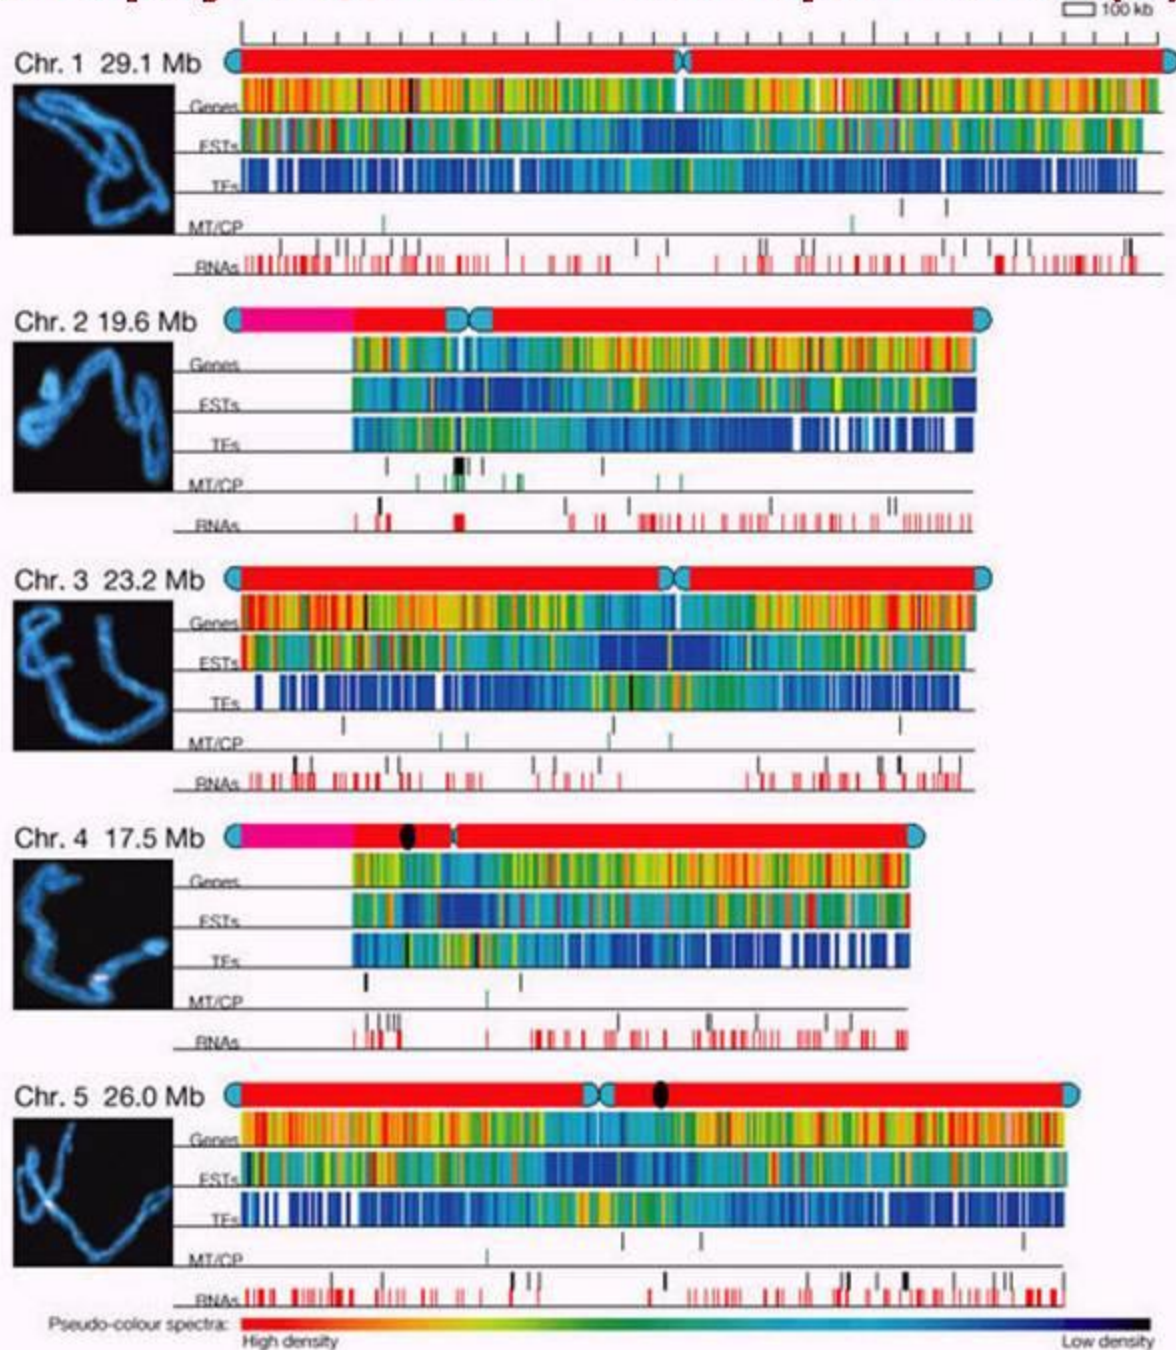 100 kb
Chr. 1 29.1 Mb
Genes
ESTs
TEs
MT/CP
RNAs
Chr. 2 19.6 Mb
Genes
ESTs
TEs
MT/CP
RNAs
Chr. 3 23.2 Mb
Genes
ESTs
TEs
MT/CP
RNAs
Chr. 4 17.5 Mb
Genes
ESTs
TEs
MT/CP
RNAs
Chr. 5 26.0 Mb
Genes
ESTs
TEs
MT/CP
RNAs
Pseudo-colour spectra:
High density Low density